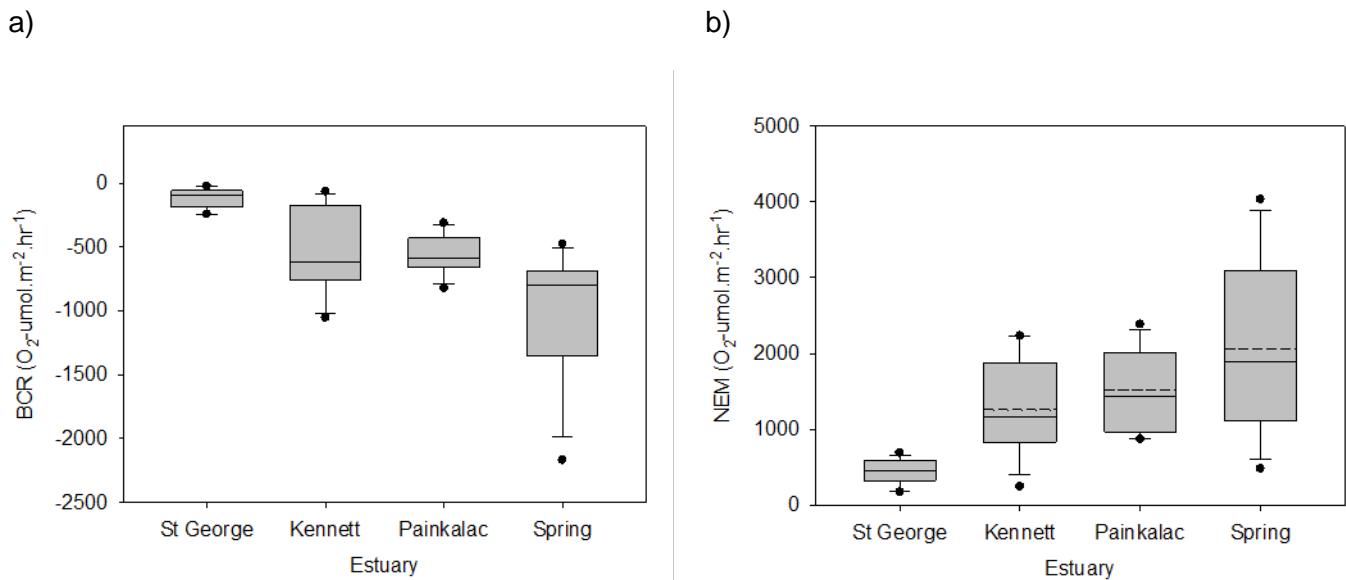 a)
b)
BCR (O₂-umol.m⁻².hr⁻¹)
0
-500
-1000
-1500
-2000
-2500
St George Kennett Painkalac Spring
Estuary
NEM (O₂-umol.m⁻².hr⁻¹)
5000
4000
3000
2000
1000
0
St George Kennett Painkalac Spring
Estuary